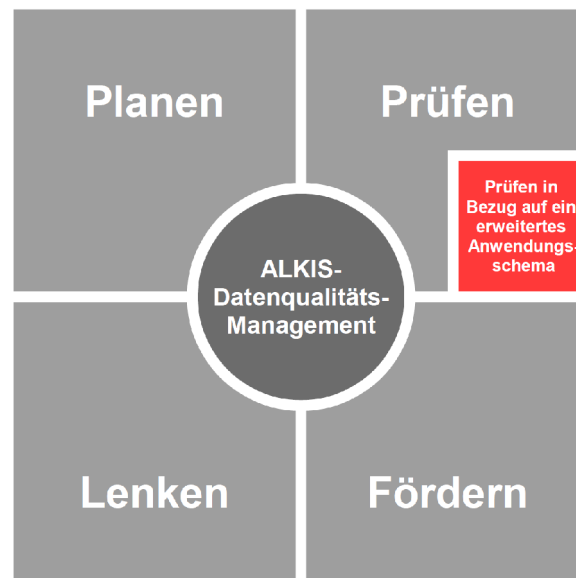 Planen
Prüfen
Prüfen in
Bezug auf ein
erweitertes
Anwendungs-
schema
ALKIS-
Datenqualitäts-
Management
Lenken
Fördern